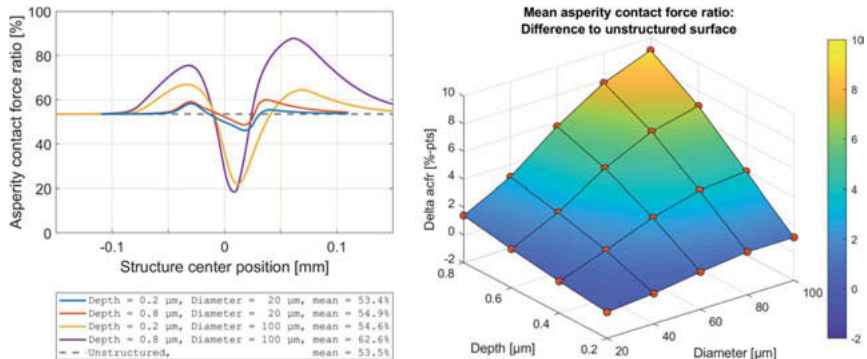 Asperity contact force ratio [%]
100
80
60
40
20
0
-0.1
0
0.1
Structure center position [mm]
Depth = 0.2 μm, Diameter = 20 μm, mean = 53.4%
Depth = 0.8 μm, Diameter = 20 μm, mean = 54.9%
Depth = 0.2 μm, Diameter = 100 μm, mean = 54.6%
Depth = 0.8 μm, Diameter = 100 μm, mean = 62.6%
Unstructured, mean = 53.5%
Mean asperity contact force ratio:
Difference to unstructured surface
Delta acfr [%-pts]
10
8
6
4
2
0
-2
0.8
0.6
0.4
0.2
Depth [μm]
20
40
60
80
100
Diameter [μm]
10
8
6
4
2
0
-2